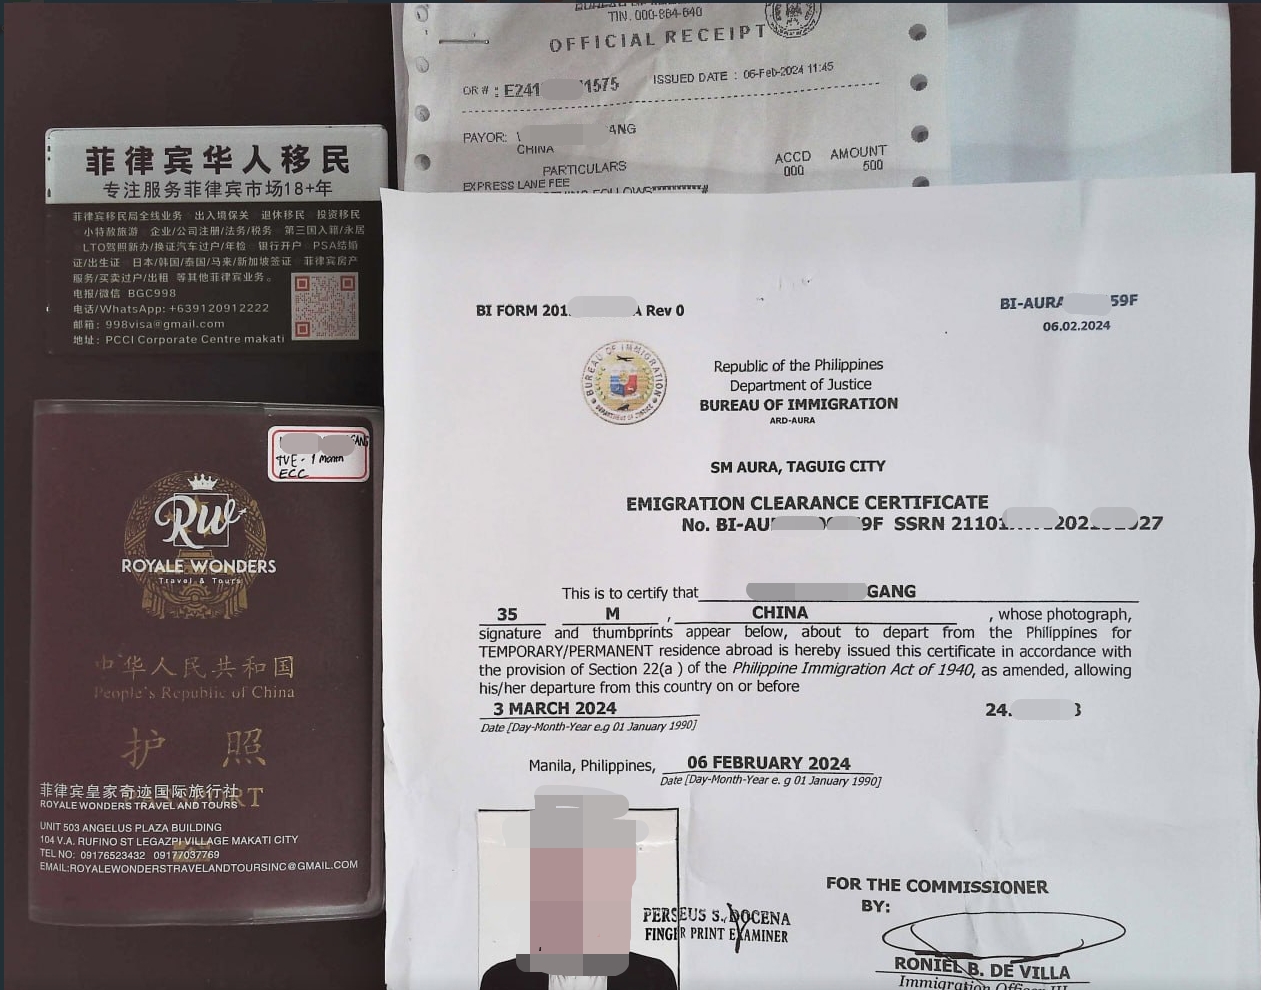 TIN. 000-864-640
OFFICIAL RECEIPT
OR # : E241 1575 ISSUED DATE : 06-Feb-2024 11:45
PAYOR: ANG
CHINA
PARTICULARS ACCD AMOUNT
000 500
EXPRESS LANE FEE
FOLLOWS
菲律宾华人移民
专注服务菲律宾市场18+年
菲律宾移民局全线业务 出入境保关 退休移民 投资移民
小特赦旅游 企业/公司注册/法务/税务 第三国入籍/永居
LTO驾照新办/换证汽车过户/年检 银行开户 PSA结婚
证/出生证 日本/韩国/泰国/马来/新加坡签证 菲律宾房产
服务/买卖过户/出租 等其他菲律宾业务。
电报/微信 BGC998
电话/WhatsApp: +639120912222
邮箱: 998visa@gmail.com
地址: PCCI Corporate Centre makati
GANG
TVE - 1 Month
ECC
RW
ROYALE WONDERS
Travel & Tours
中华人民共和国
People's Republic of China
护 照
菲律宾皇家奇迹国际旅行社
ROYALE WONDERS TRAVEL AND TOURS
UNIT 503 ANGELUS PLAZA BUILDING
104 V.A. RUFINO ST LEGAZPI VILLAGE MAKATI CITY
TEL NO: 09176523432 09177037769
EMAIL:ROYALEWONDERSTRAVELANDTOURSINC@GMAIL.COM
BI FORM 201 A Rev 0
BI-AURA 59F
06.02.2024
BUREAU OF IMMIGRATION
Republic of the Philippines
Department of Justice
BUREAU OF IMMIGRATION
ARD-AURA
SM AURA, TAGUIG CITY
EMIGRATION CLEARANCE CERTIFICATE
No. BI-AU 9F SSRN 21101 202 27
This is to certify that GANG
35 M , CHINA , whose photograph,
signature and thumbprints appear below, about to depart from the Philippines for
TEMPORARY/PERMANENT residence abroad is hereby issued this certificate in accordance with
the provision of Section 22(a ) of the Philippine Immigration Act of 1940, as amended, allowing
his/her departure from this country on or before
3 MARCH 2024 24.
Date [Day-Month-Year e.g 01 January 1990]
Manila, Philippines, 06 FEBRUARY 2024
Date [Day-Month-Year e. g 01 January 1990]
PERSEUS S. DOCENA
FINGER PRINT EXAMINER
FOR THE COMMISSIONER
BY:
RONIEL B. DE VILLA
Immigration Officer III